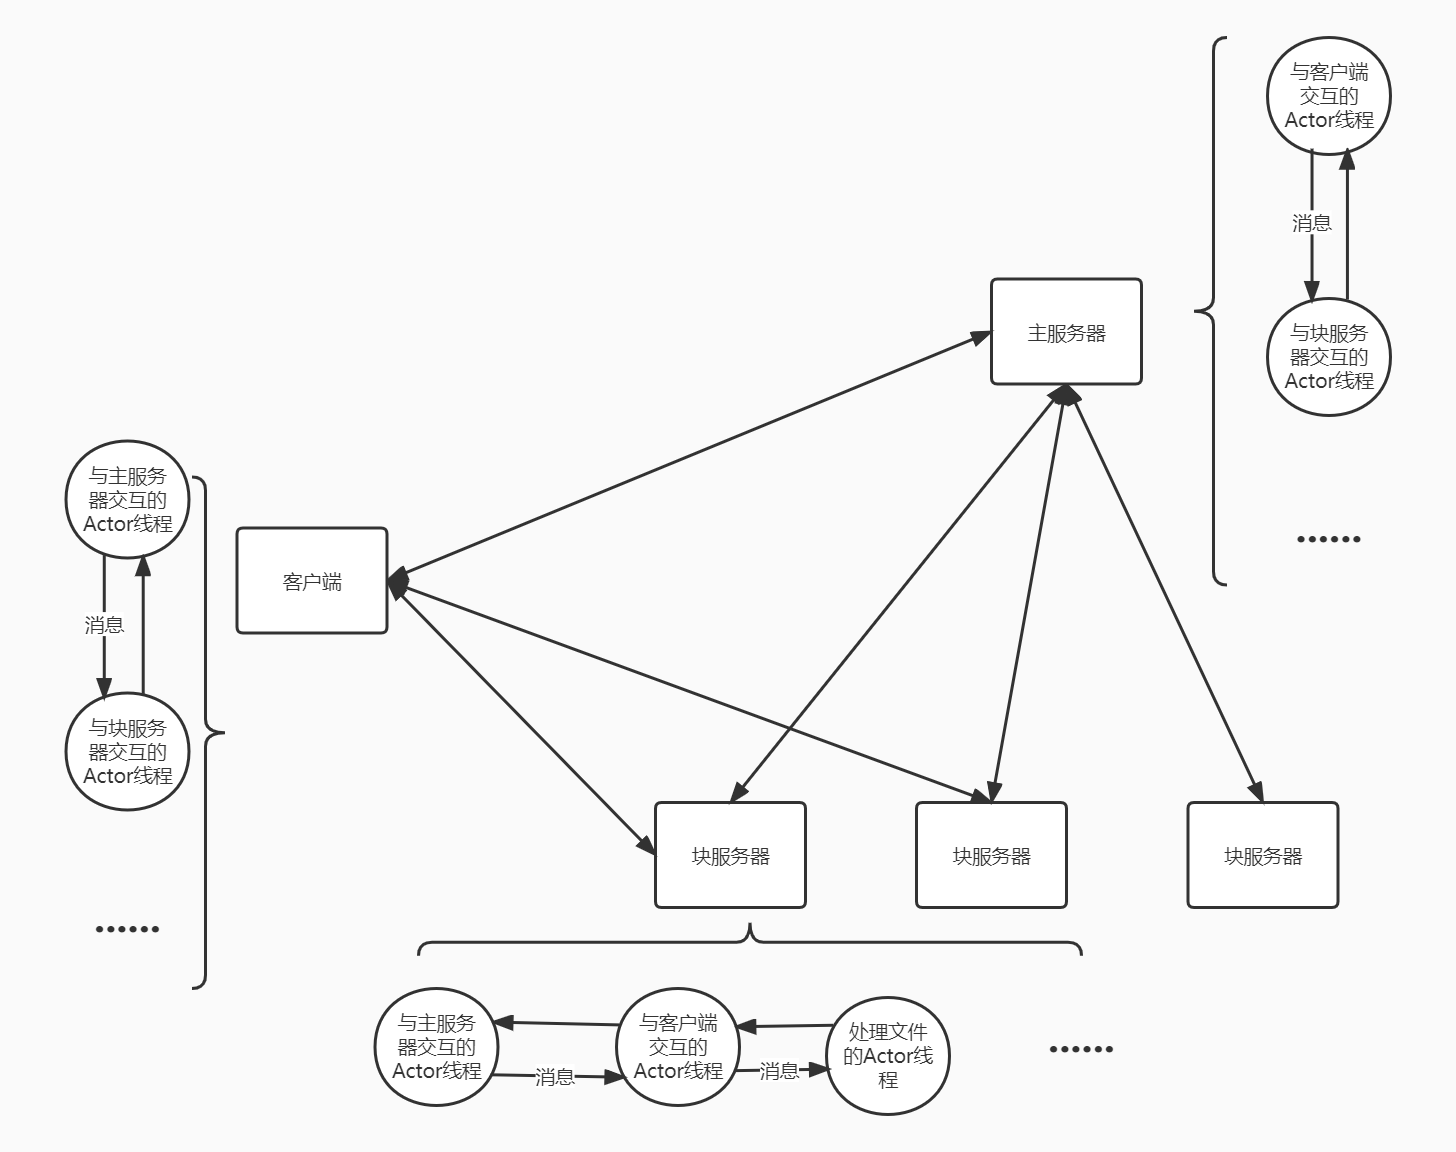 与客户端
交互的
Actor线程
消息
与块服务
器交互的
Actor线程
······
主服务器
与主服务
器交互的
Actor线程
消息
与块服务
器交互的
Actor线程
······
客户端
块服务器
块服务器
块服务器
与主服务
器交互的
Actor线程
消息
与客户端
交互的
Actor线程
消息
处理文件
的Actor线
程
······